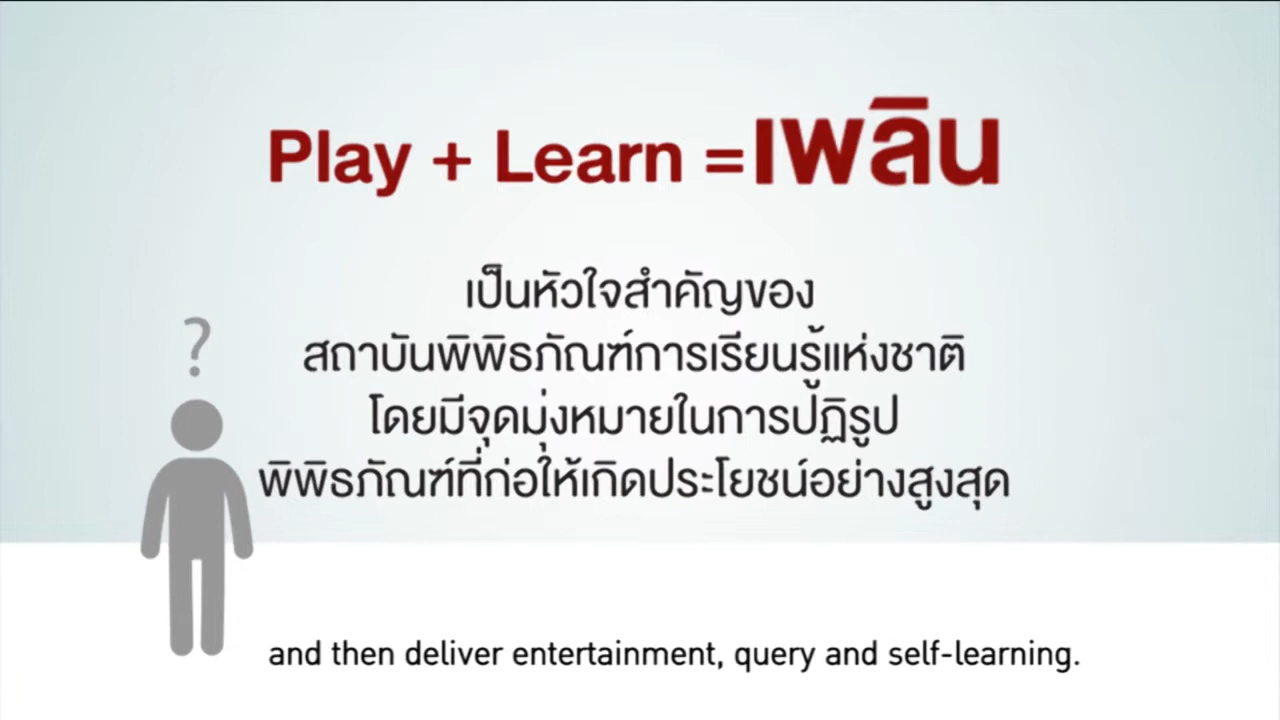 Play + Learn = เพลิน
เป็นหัวใจสำคัญของ
?
สถาบันพิพิธภัณฑ์การเรียนรู้แห่งชาติ
โดยมีจุดมุ่งหมายในการปฏิรูป
พิพิธภัณฑ์ที่ก่อให้เกิดประโยชน์อย่างสูงสุด
and then deliver entertainment, query and self-learning.